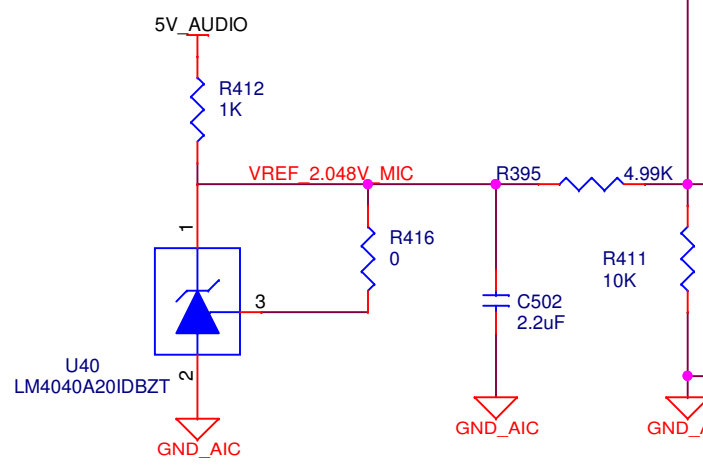 5V_AUDIO
R412
1K
VREF_2.048V_MIC
R395
4.99K
1
R416
0
R411
10K
3
C502
2.2uF
U40
LM4040A20IDBZT
2
GND_AIC
GND_AIC